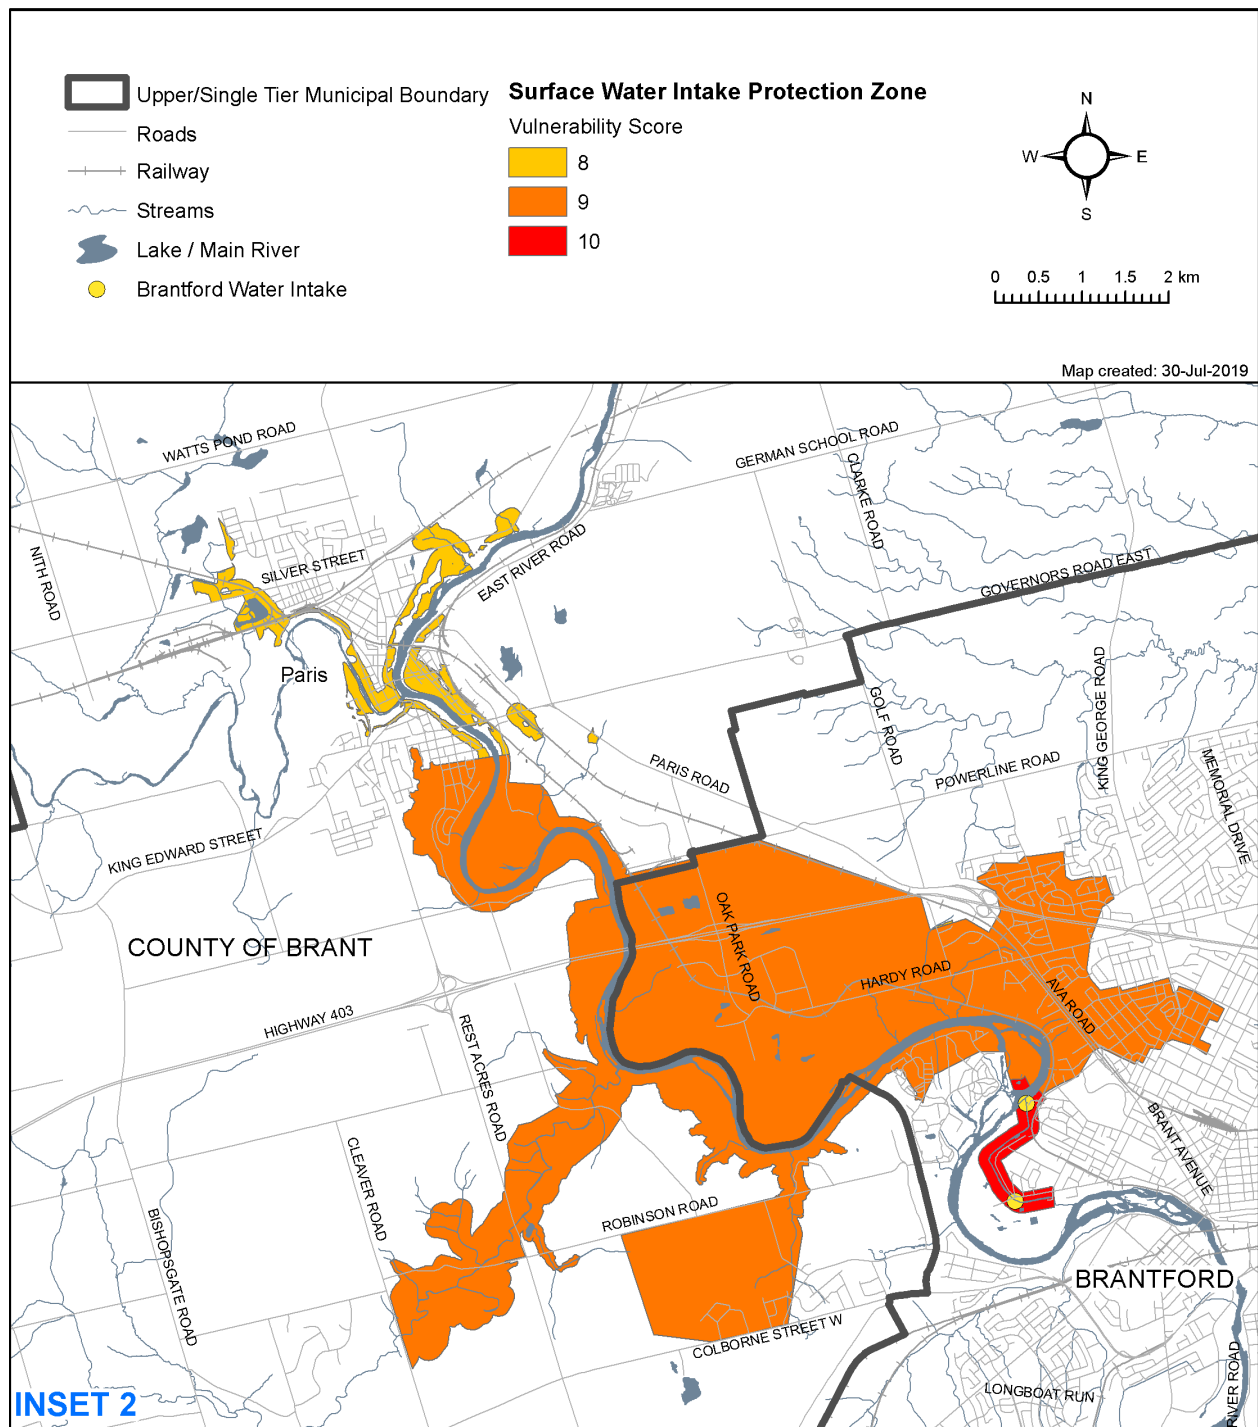 Upper/Single Tier Municipal Boundary
Roads
Railway
Streams
Lake / Main River
Brantford Water Intake
Surface Water Intake Protection Zone
Vulnerability Score
8
9
10
N
W
E
S
0 0.5 1 1.5 2 km
Map created: 30-Jul-2019
WATTS POND ROAD
GERMAN SCHOOL ROAD
CLARKE ROAD
NITH ROAD
SILVER STREET
EAST RIVER ROAD
GOVERNORS ROAD EAST
Paris
KING GEORGE ROAD
GOLF ROAD
PARIS ROAD
POWERLINE ROAD
MEMORIAL DRIVE
KING EDWARD STREET
OAK PARK ROAD
COUNTY OF BRANT
HARDY ROAD
AVA ROAD
HIGHWAY 403
REST ACRES ROAD
BRANT AVENUE
CLEAVER ROAD
ROBINSON ROAD
BISHOPSGATE ROAD
BRANTFORD
COLBORNE STREET W
LONGBOAT RUN
RIVER ROAD
INSET 2